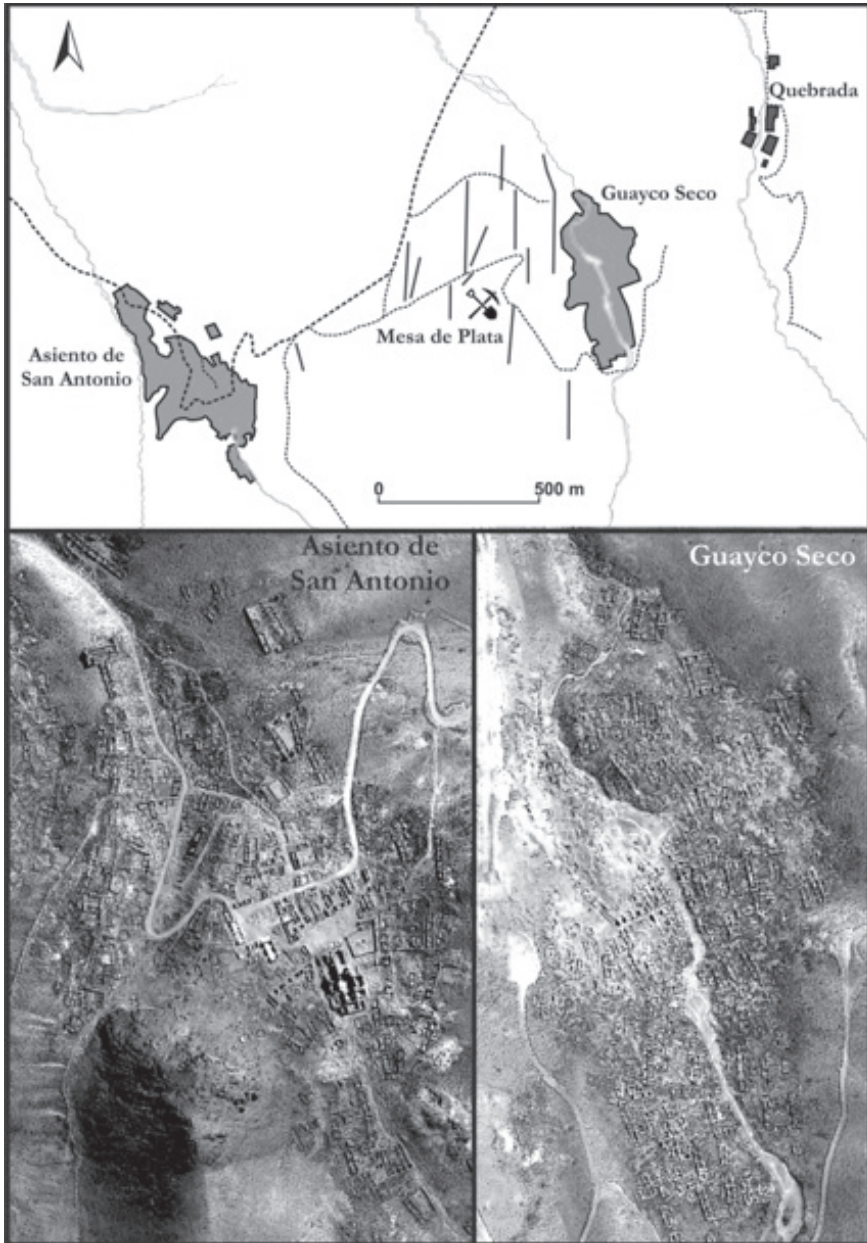 Quebrada
Guayco Seco
Mesa de Plata
Asiento de
San Antonio
0 500 m
Asiento de
San Antonio
Guayco Seco